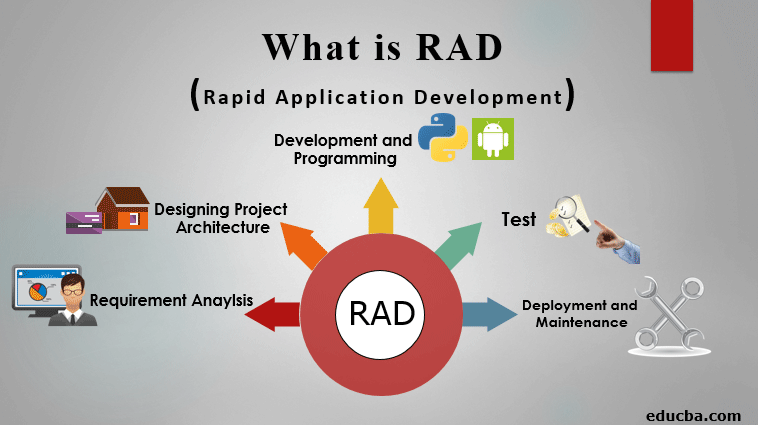 What is RAD
(Rapid Application Development)
Development and
Programming
Designing Project
Architecture
Test
Requirement Anaylsis
Deployment and
Maintenance
RAD
educba.com